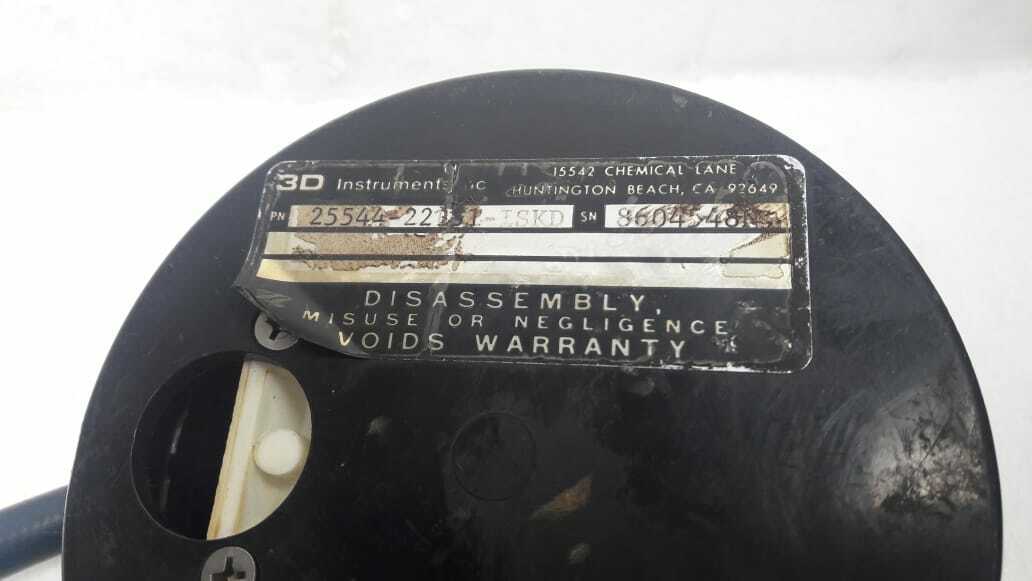 15542 CHEMICAL LANE
3D Instruments HUNTINGTON BEACH, CA 92649
PN SN
DISASSEMBLY,
MISUSE OR NEGLIGENCE
VOIDS WARRANTY